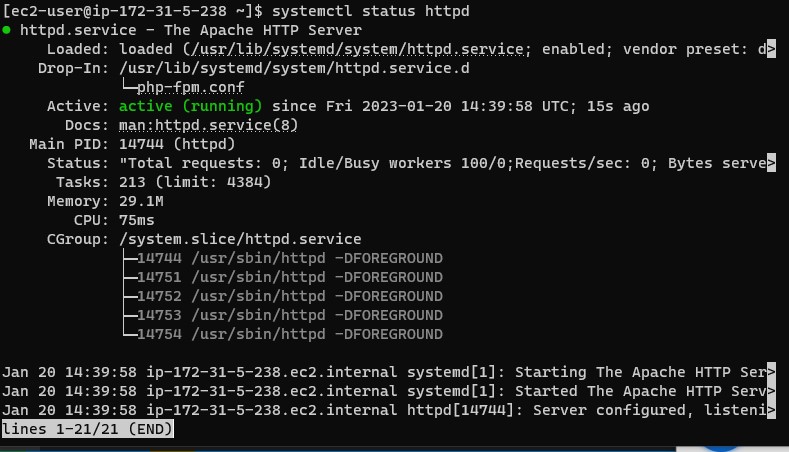 [ec2-user@ip-172-31-5-238 ~]$ systemctl status httpd
● httpd.service - The Apache HTTP Server
     Loaded: loaded (/usr/lib/systemd/system/httpd.service; enabled; vendor preset: d>
    Drop-In: /usr/lib/systemd/system/httpd.service.d
             └─php-fpm.conf
     Active: active (running) since Fri 2023-01-20 14:39:58 UTC; 15s ago
       Docs: man:httpd.service(8)
   Main PID: 14744 (httpd)
     Status: "Total requests: 0; Idle/Busy workers 100/0;Requests/sec: 0; Bytes serve>
      Tasks: 213 (limit: 4384)
     Memory: 29.1M
        CPU: 75ms
     CGroup: /system.slice/httpd.service
             ├─14744 /usr/sbin/httpd -DFOREGROUND
             ├─14751 /usr/sbin/httpd -DFOREGROUND
             ├─14752 /usr/sbin/httpd -DFOREGROUND
             ├─14753 /usr/sbin/httpd -DFOREGROUND
             └─14754 /usr/sbin/httpd -DFOREGROUND

Jan 20 14:39:58 ip-172-31-5-238.ec2.internal systemd[1]: Starting The Apache HTTP Ser>
Jan 20 14:39:58 ip-172-31-5-238.ec2.internal systemd[1]: Started The Apache HTTP Serv>
Jan 20 14:39:58 ip-172-31-5-238.ec2.internal httpd[14744]: Server configured, listeni>
lines 1-21/21 (END)